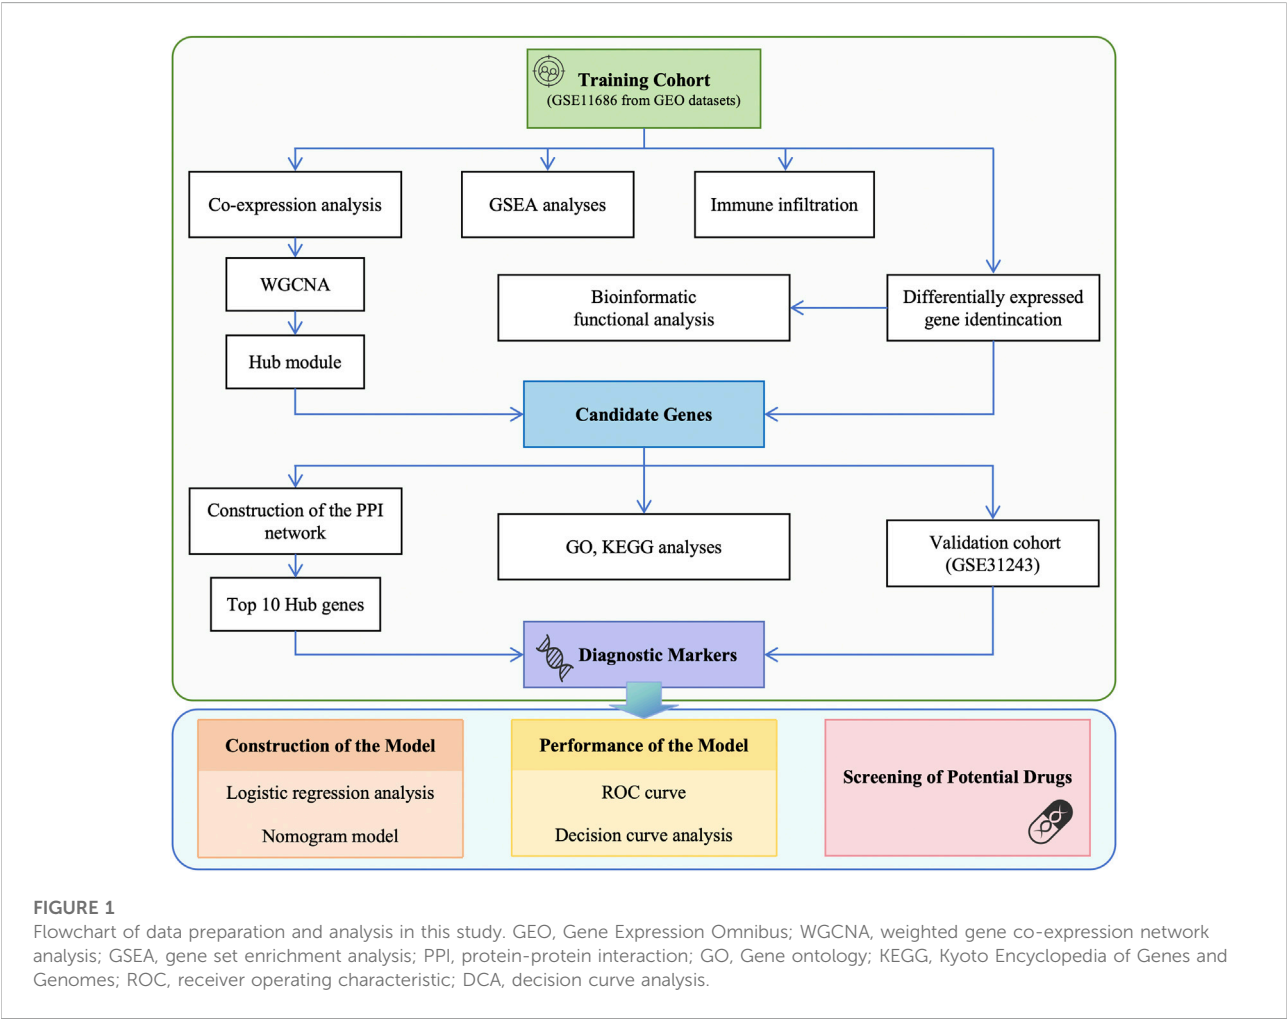 Training Cohort
(GSE11686 from GEO datasets)
Co-expression analysis
GSEA analyses
Immune infiltration
WGCNA
Bioinformatic
functional analysis
Differentially expressed
gene identincation
Hub module
Candidate Genes
Construction of the PPI
network
GO, KEGG analyses
Validation cohort
(GSE31243)
Top 10 Hub genes
Diagnostic Markers
Construction of the Model
Logistic regression analysis
Nomogram model
Performance of the Model
ROC curve
Decision curve analysis
Screening of Potential Drugs
FIGURE 1
Flowchart of data preparation and analysis in this study. GEO, Gene Expression Omnibus; WGCNA, weighted gene co-expression network
analysis; GSEA, gene set enrichment analysis; PPI, protein-protein interaction; GO, Gene ontology; KEGG, Kyoto Encyclopedia of Genes and
Genomes; ROC, receiver operating characteristic; DCA, decision curve analysis.